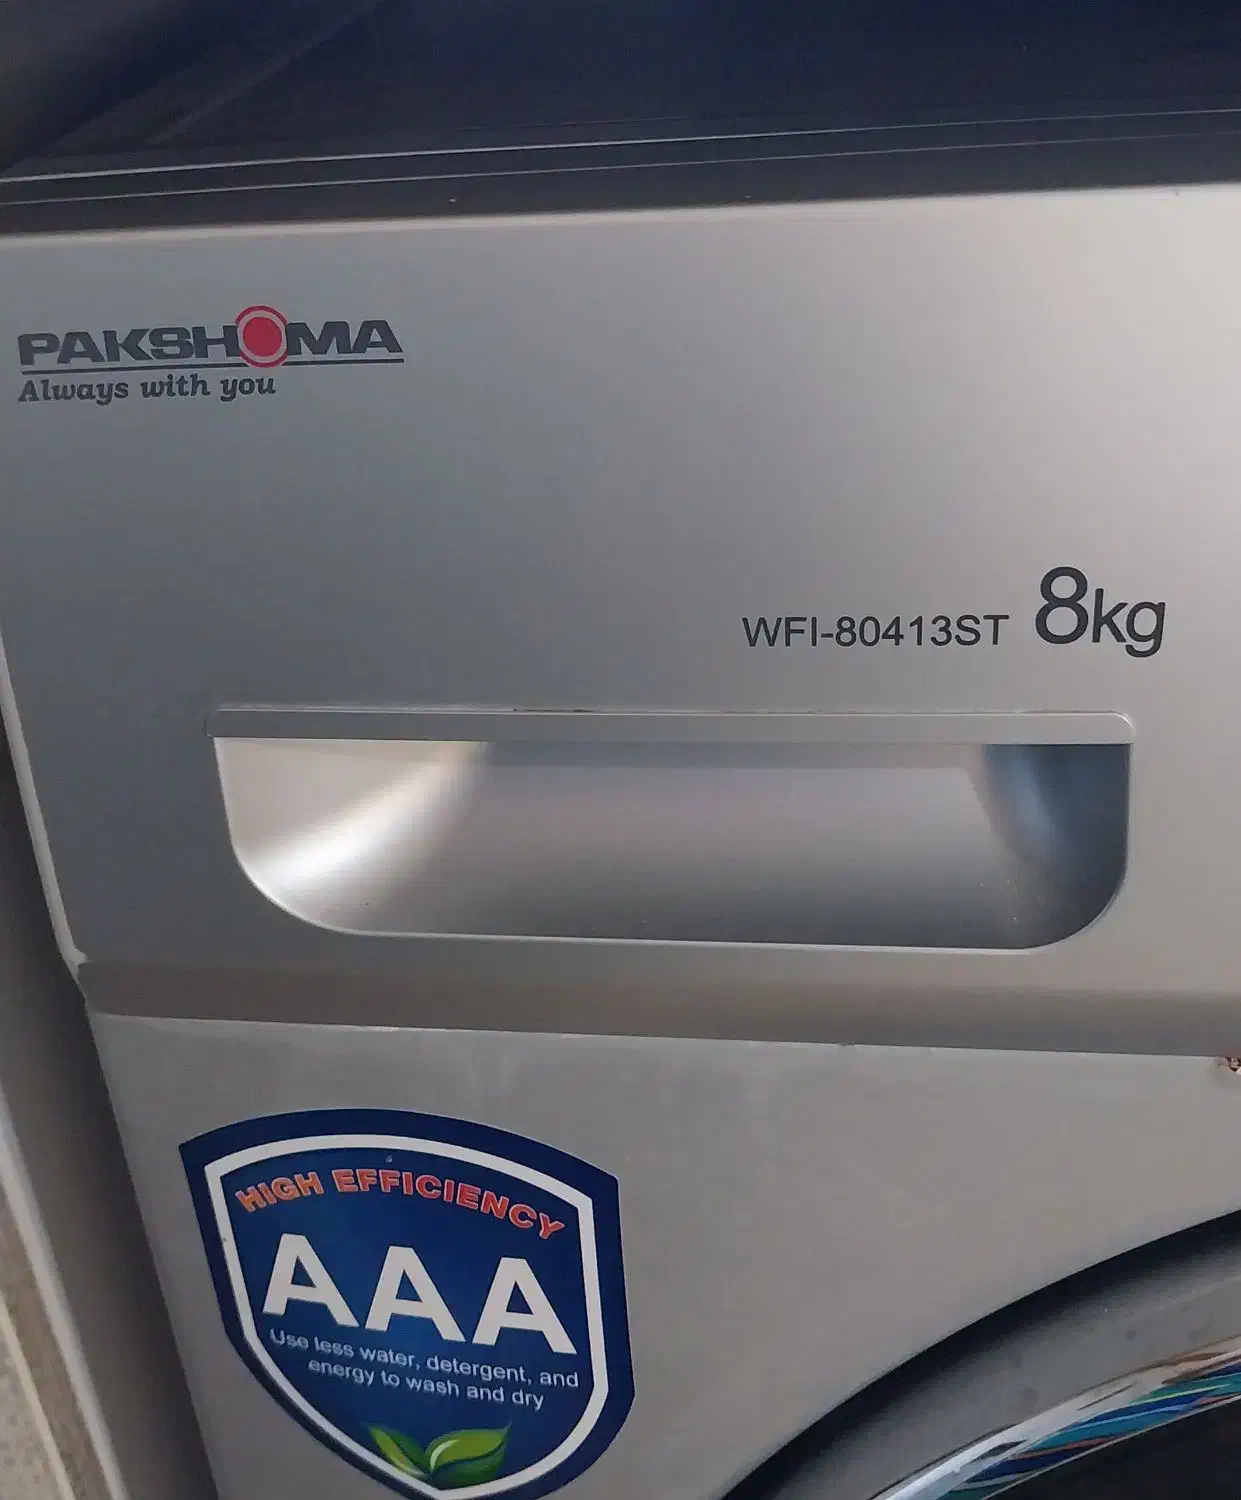 PAKSHOMA
Always with you
WFI-80413ST 8kg
HIGH EFFICIENCY
AAA
Use less water, detergent, and
energy to wash and dry